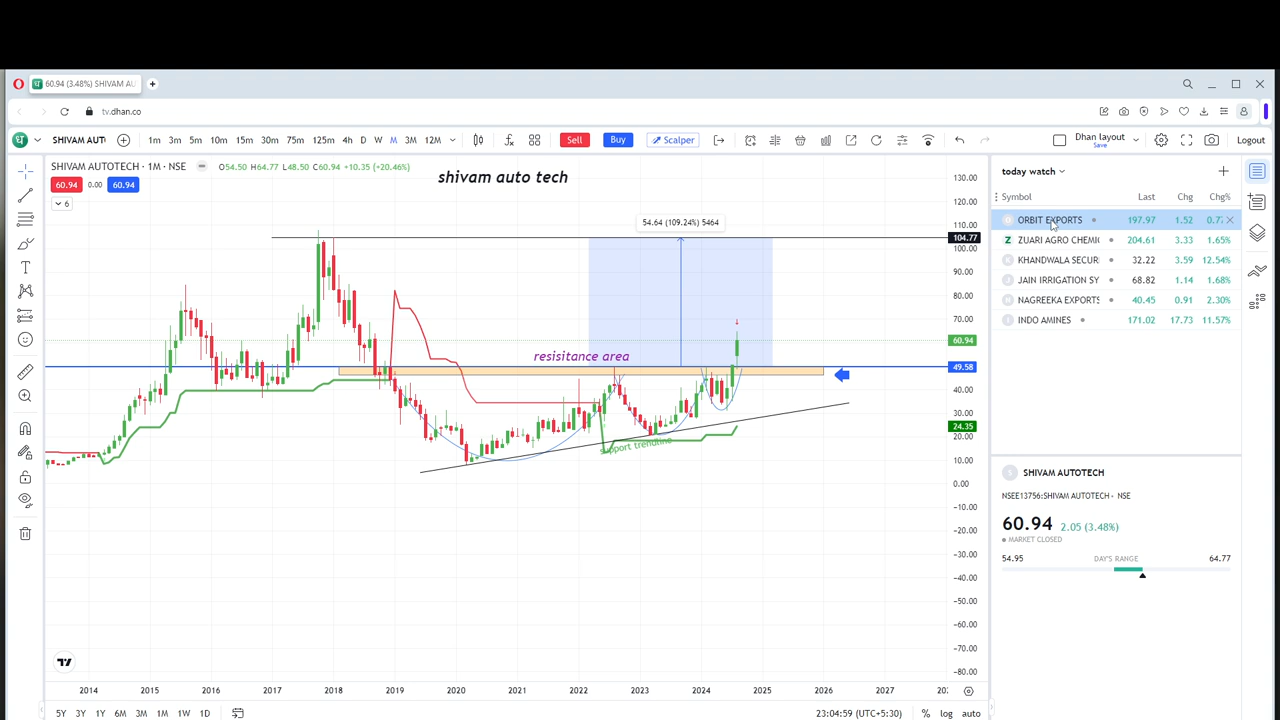 60.94 (3.48%) SHIVAM AU
tv.dhan.co
SHIVAM AUT 1m 3m 5m 10m 15m 30m 75m 125m 4h D W M 3M 12M Sell Buy Scalper Dhan layout Save Logout
SHIVAM AUTOTECH · 1M · NSE O54.50 H64.77 L48.50 C60.94 +10.35 (+20.46%)
60.94 0.00 60.94
6
shivam auto tech
54.64 (109.24%) 5464
resisitance area
support trendline
130.00
120.00
110.00
104.77
100.00
90.00
80.00
70.00
60.94
49.58
40.00
30.00
24.35
20.00
10.00
0.00
−10.00
−20.00
−30.00
−40.00
−50.00
−60.00
−70.00
−80.00
2014 2015 2016 2017 2018 2019 2020 2021 2022 2023 2024 2025 2026 2027
5Y 3Y 1Y 6M 3M 1M 1W 1D 23:04:59 (UTC+5:30) % log auto
today watch
Symbol Last Chg Chg%
ORBIT EXPORTS 197.97 1.52
Z ZUARI AGRO CHEMIC 204.61 3.33 1.65%
K KHANDWALA SECUR 32.22 3.59 12.54%
J JAIN IRRIGATION SY 68.82 1.14 1.68%
N NAGREEKA EXPORTS 40.45 0.91 2.30%
I INDO AMINES 171.02 17.73 11.57%
S SHIVAM AUTOTECH
NSEE13756:SHIVAM AUTOTECH · NSE
60.94 2.05 (3.48%)
MARKET CLOSED
54.95 DAY'S RANGE 64.77